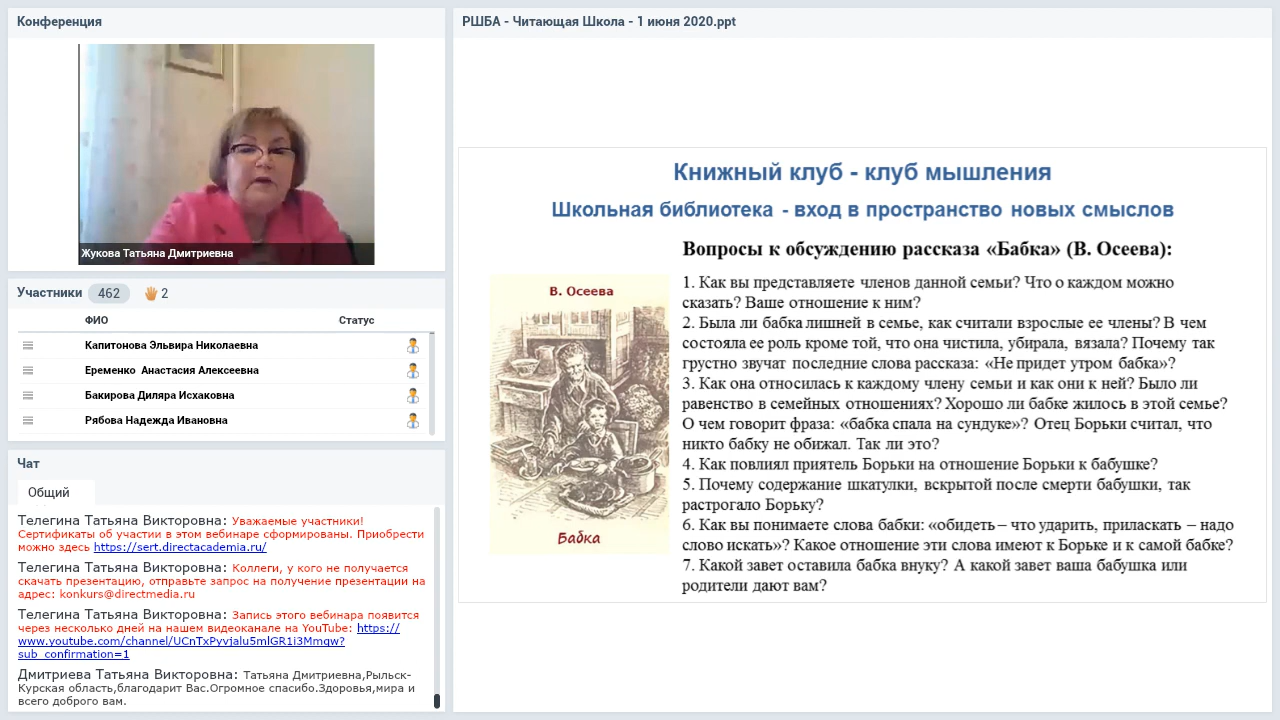 Конференция
Жукова Татьяна Дмитриевна
Участники 462 2
ФИО Статус
Капитонова Эльвира Николаевна
Еременко Анастасия Алексеевна
Бакирова Диляра Исхаковна
Рябова Надежда Ивановна
Чат
Общий
Телегина Татьяна Викторовна: Уважаемые участники!
Сертификаты об участии в этом вебинаре сформированы. Приобрести
можно здесь https://sert.directacademia.ru/
Телегина Татьяна Викторовна: Коллеги, у кого не получается
скачать презентацию, отправьте запрос на получение презентации на
адрес: konkurs@directmedia.ru
Телегина Татьяна Викторовна: Запись этого вебинара появится
через несколько дней на нашем видеоканале на YouTube: https://
www.youtube.com/channel/UCnTxPyvjalu5mlGR1i3Mmqw?
sub_confirmation=1
Дмитриева Татьяна Викторовна: Татьяна Дмитриевна,Рыльск-
Курская область,благодарит Вас.Огромное спасибо.Здоровья,мира и
всего доброго вам.
РШБА - Читающая Школа - 1 июня 2020.ppt
Книжный клуб - клуб мышления
Школьная библиотека - вход в пространство новых смыслов
В. Осеева
Бабка
Вопросы к обсуждению рассказа «Бабка» (В. Осеева):
1. Как вы представляете членов данной семьи? Что о каждом можно
сказать? Ваше отношение к ним?
2. Была ли бабка лишней в семье, как считали взрослые ее члены? В чем
состояла ее роль кроме той, что она чистила, убирала, вязала? Почему так
грустно звучат последние слова рассказа: «Не придет утром бабка»?
3. Как она относилась к каждому члену семьи и как они к ней? Было ли
равенство в семейных отношениях? Хорошо ли бабке жилось в этой семье?
О чем говорит фраза: «бабка спала на сундуке»? Отец Борьки считал, что
никто бабку не обижал. Так ли это?
4. Как повлиял приятель Борьки на отношение Борьки к бабушке?
5. Почему содержание шкатулки, вскрытой после смерти бабушки, так
растрогало Борьку?
6. Как вы понимаете слова бабки: «обидеть – что ударить, приласкать – надо
слово искать»? Какое отношение эти слова имеют к Борьке и к самой бабке?
7. Какой завет оставила бабка внуку? А какой завет ваша бабушка или
родители дают вам?